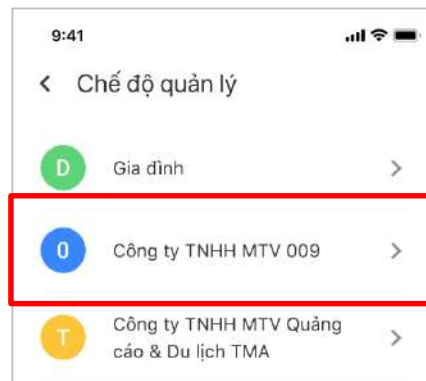 9:41
Chế độ quản lý
D
Gia đình
0
Công ty TNHH MTV 009
T
Công ty TNHH MTV Quảng
cáo & Du lịch TMA